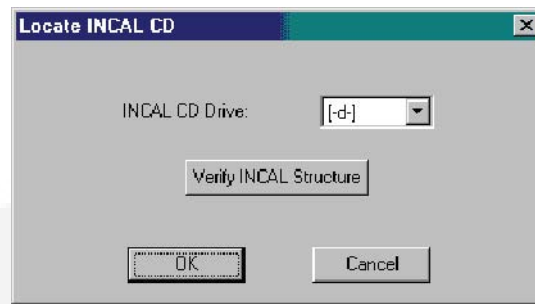 Locate INCAL CD
INCAL CD Drive: [-d-]
Verify INCAL Structure
OK Cancel